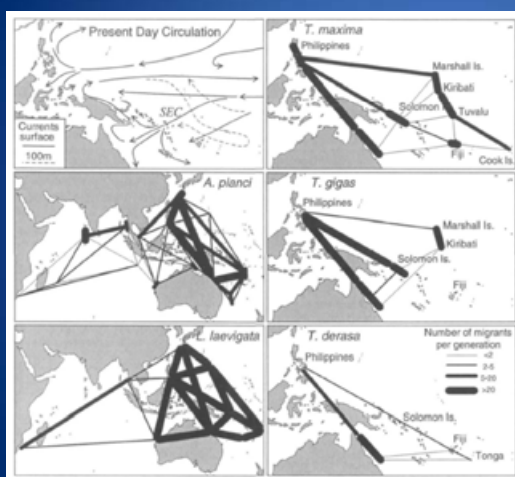 Present Day Circulation
SEC
Currents
surface
100m
T. maxima
Philippines
Marshall Is.
Kiribati
Solomon Is.
Tuvalu
Fiji
Cook Is.
A. planci
T. gigas
Philippines
Marshall Is.
Kiribati
Solomon Is.
Fiji
L. laevigata
T. derasa
Number of migrants
per generation
<2
2-5
5-20
>20
Philippines
Solomon Is.
Fiji
Tonga